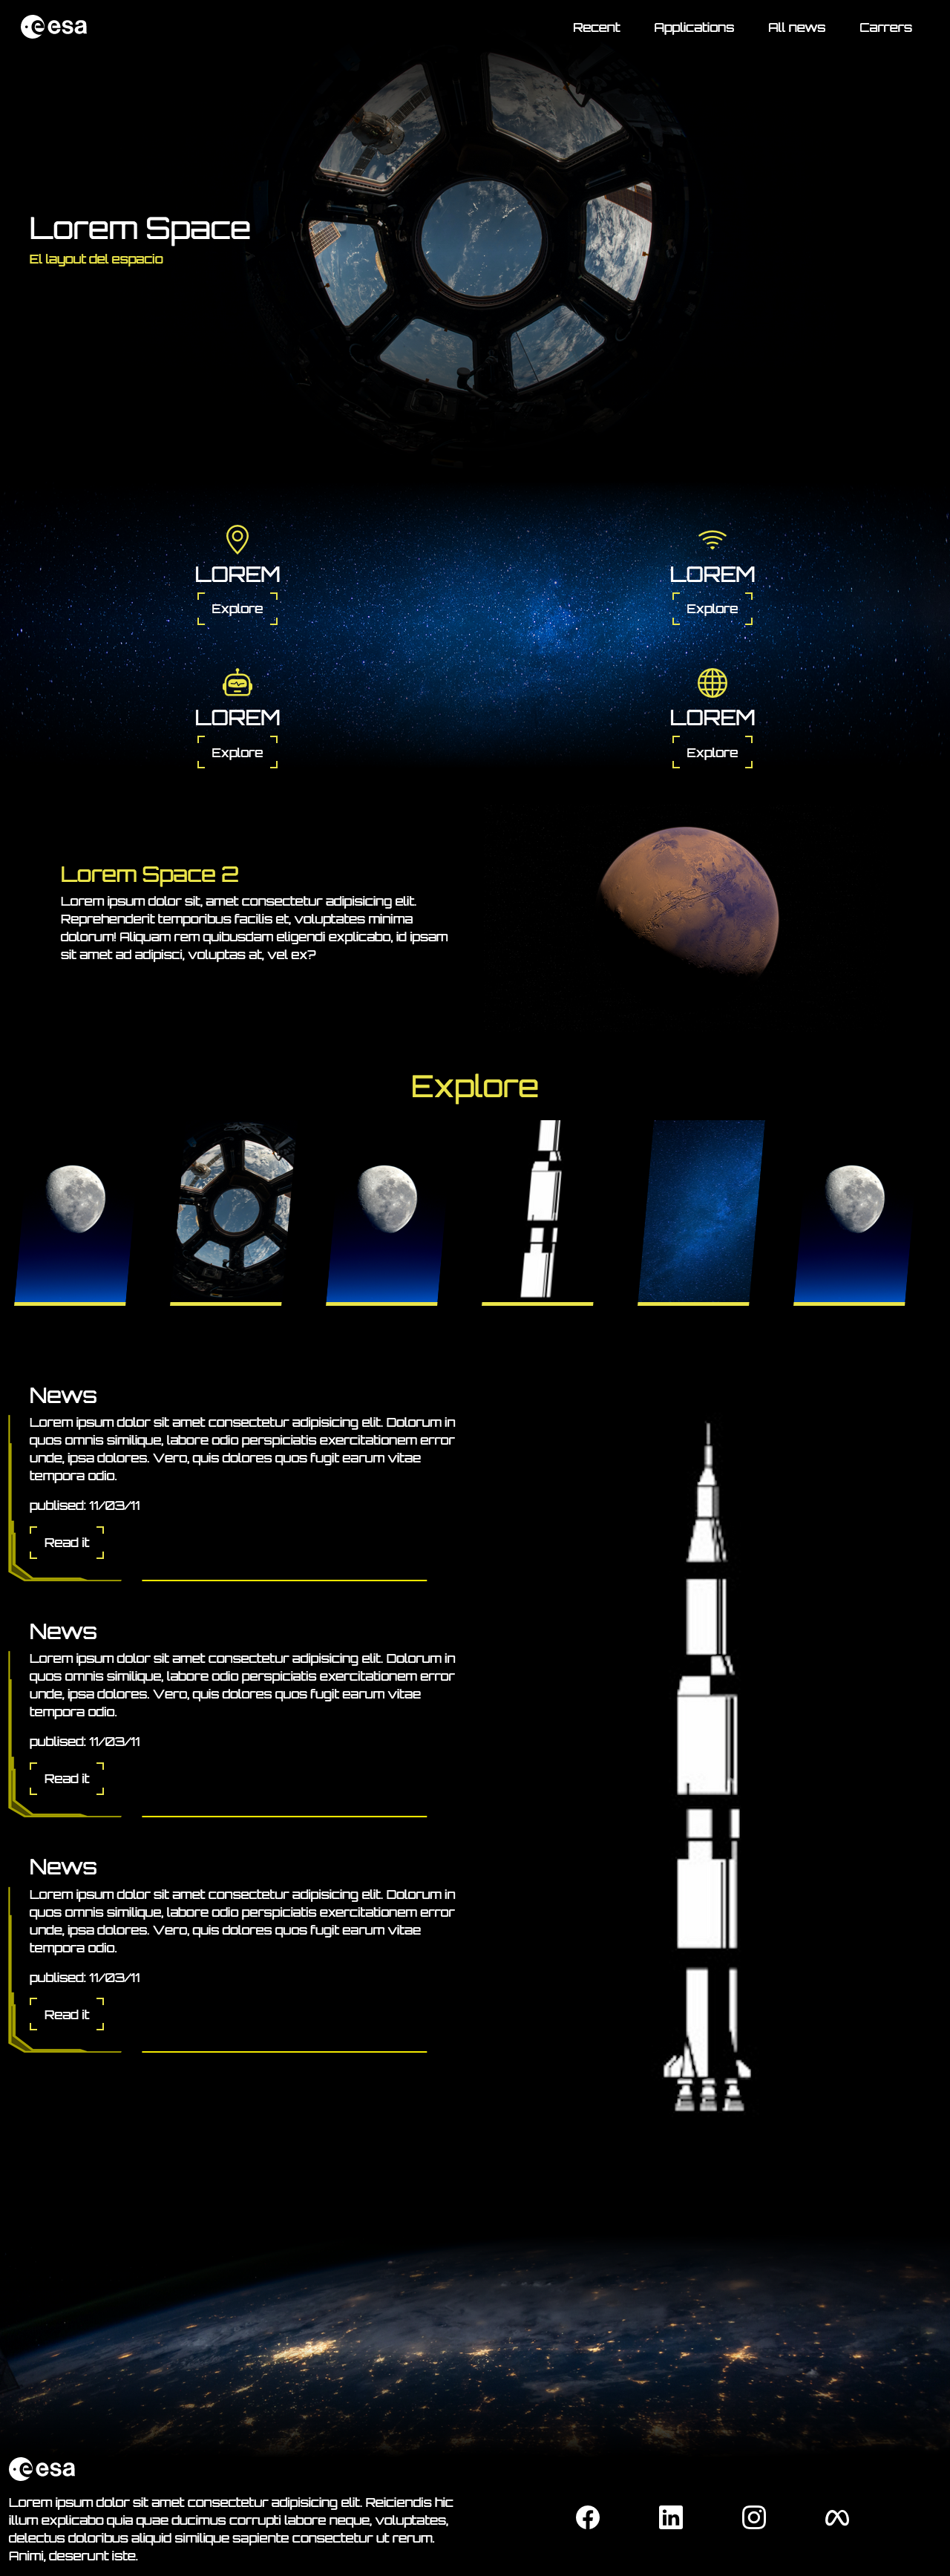 esa
Recent Applications All news Carrers
Lorem Space
El layout del espacio
LOREM
Explore
LOREM
Explore
LOREM
Explore
LOREM
Explore
Lorem Space 2
Lorem ipsum dolor sit, amet consectetur adipisicing elit.
Reprehenderit temporibus facilis et, voluptates minima
dolorum! Aliquam rem quibusdam eligendi explicabo, id ipsam
sit amet ad adipisci, voluptas at, vel ex?
Explore
News
Lorem ipsum dolor sit amet consectetur adipisicing elit. Dolorum in
quos omnis similique, labore odio perspiciatis exercitationem error
unde, ipsa dolores. Vero, quis dolores quos fugit earum vitae
tempora odio.
publised: 11/03/11
Read it
News
Lorem ipsum dolor sit amet consectetur adipisicing elit. Dolorum in
quos omnis similique, labore odio perspiciatis exercitationem error
unde, ipsa dolores. Vero, quis dolores quos fugit earum vitae
tempora odio.
publised: 11/03/11
Read it
News
Lorem ipsum dolor sit amet consectetur adipisicing elit. Dolorum in
quos omnis similique, labore odio perspiciatis exercitationem error
unde, ipsa dolores. Vero, quis dolores quos fugit earum vitae
tempora odio.
publised: 11/03/11
Read it
esa
Lorem ipsum dolor sit amet consectetur adipisicing elit. Reiciendis hic
illum explicabo quia quae ducimus corrupti labore neque, voluptates,
delectus doloribus aliquid similique sapiente consectetur ut rerum.
Animi, deserunt iste.